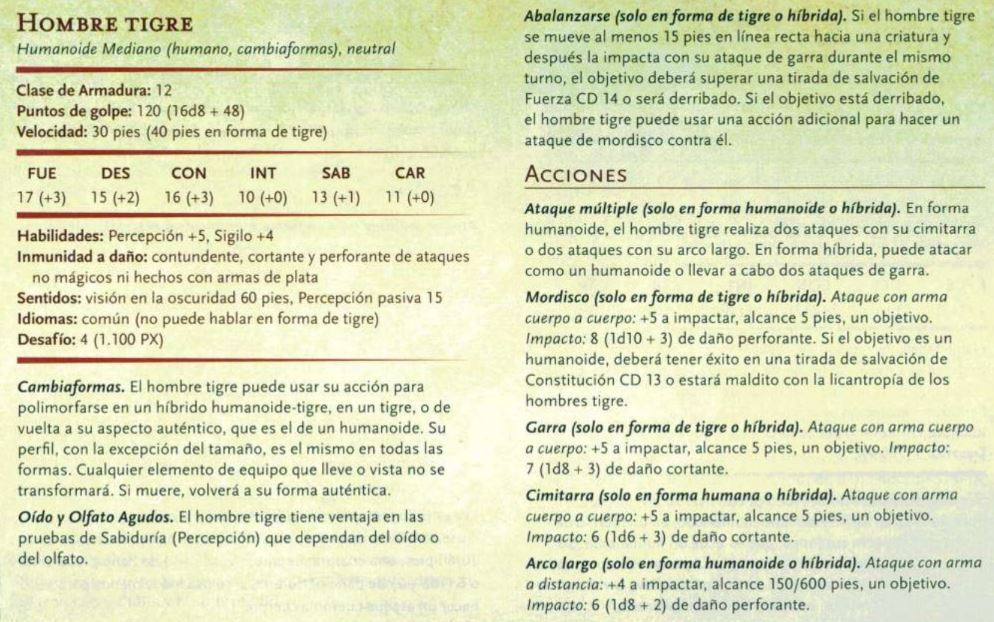 HOMBRE TIGRE
Humanoide Mediano (humano, cambiaformas), neutral
Clase de Armadura: 12
Puntos de golpe: 120 (16d8 + 48)
Velocidad: 30 pies (40 pies en forma de tigre)
FUE DES CON INT SAB CAR
17 (+3) 15 (+2) 16 (+3) 10 (+0) 13 (+1) 11 (+0)
Habilidades: Percepción +5, Sigilo +4
Inmunidad a daño: contundente, cortante y perforante de ataques
no mágicos ni hechos con armas de plata
Sentidos: visión en la oscuridad 60 pies, Percepción pasiva 15
Idiomas: común (no puede hablar en forma de tigre)
Desafío: 4 (1.100 PX)
Cambiaformas. El hombre tigre puede usar su acción para
polimorfarse en un híbrido humanoide-tigre, en un tigre, o de
vuelta a su aspecto auténtico, que es el de un humanoide. Su
perfil, con la excepción del tamaño, es el mismo en todas las
formas. Cualquier elemento de equipo que lleve o vista no se
transformará. Si muere, volverá a su forma auténtica.
Oído y Olfato Agudos. El hombre tigre tiene ventaja en las
pruebas de Sabiduría (Percepción) que dependan del oído o
del olfato.
Abalanzarse (solo en forma de tigre o híbrida). Si el hombre tigre
se mueve al menos 15 pies en línea recta hacia una criatura y
después la impacta con su ataque de garra durante el mismo
turno, el objetivo deberá superar una tirada de salvación de
Fuerza CD 14 o será derribado. Si el objetivo está derribado,
el hombre tigre puede usar una acción adicional para hacer un
ataque de mordisco contra él.
ACCIONES
Ataque múltiple (solo en forma humanoide o híbrida). En forma
humanoide, el hombre tigre realiza dos ataques con su cimitarra
o dos ataques con su arco largo. En forma híbrida, puede atacar
como un humanoide o llevar a cabo dos ataques de garra.
Mordisco (solo en forma de tigre o híbrida). Ataque con arma
cuerpo a cuerpo: +5 a impactar, alcance 5 pies, un objetivo.
Impacto: 8 (1d10 + 3) de daño perforante. Si el objetivo es un
humanoide, deberá tener éxito en una tirada de salvación de
Constitución CD 13 o estará maldito con la licantropía de los
hombres tigre.
Garra (solo en forma de tigre o híbrida). Ataque con arma cuerpo
a cuerpo: +5 a impactar, alcance 5 pies, un objetivo. Impacto:
7 (1d8 + 3) de daño cortante.
Cimitarra (solo en forma humana o híbrida). Ataque con arma
cuerpo a cuerpo: +5 a impactar, alcance 5 pies, un objetivo.
Impacto: 6 (1d6 + 3) de daño cortante.
Arco largo (solo en forma humanoide o híbrida). Ataque con arma
a distancia: +4 a impactar, alcance 150/600 pies, un objetivo.
Impacto: 6 (1d8 + 2) de daño perforante.